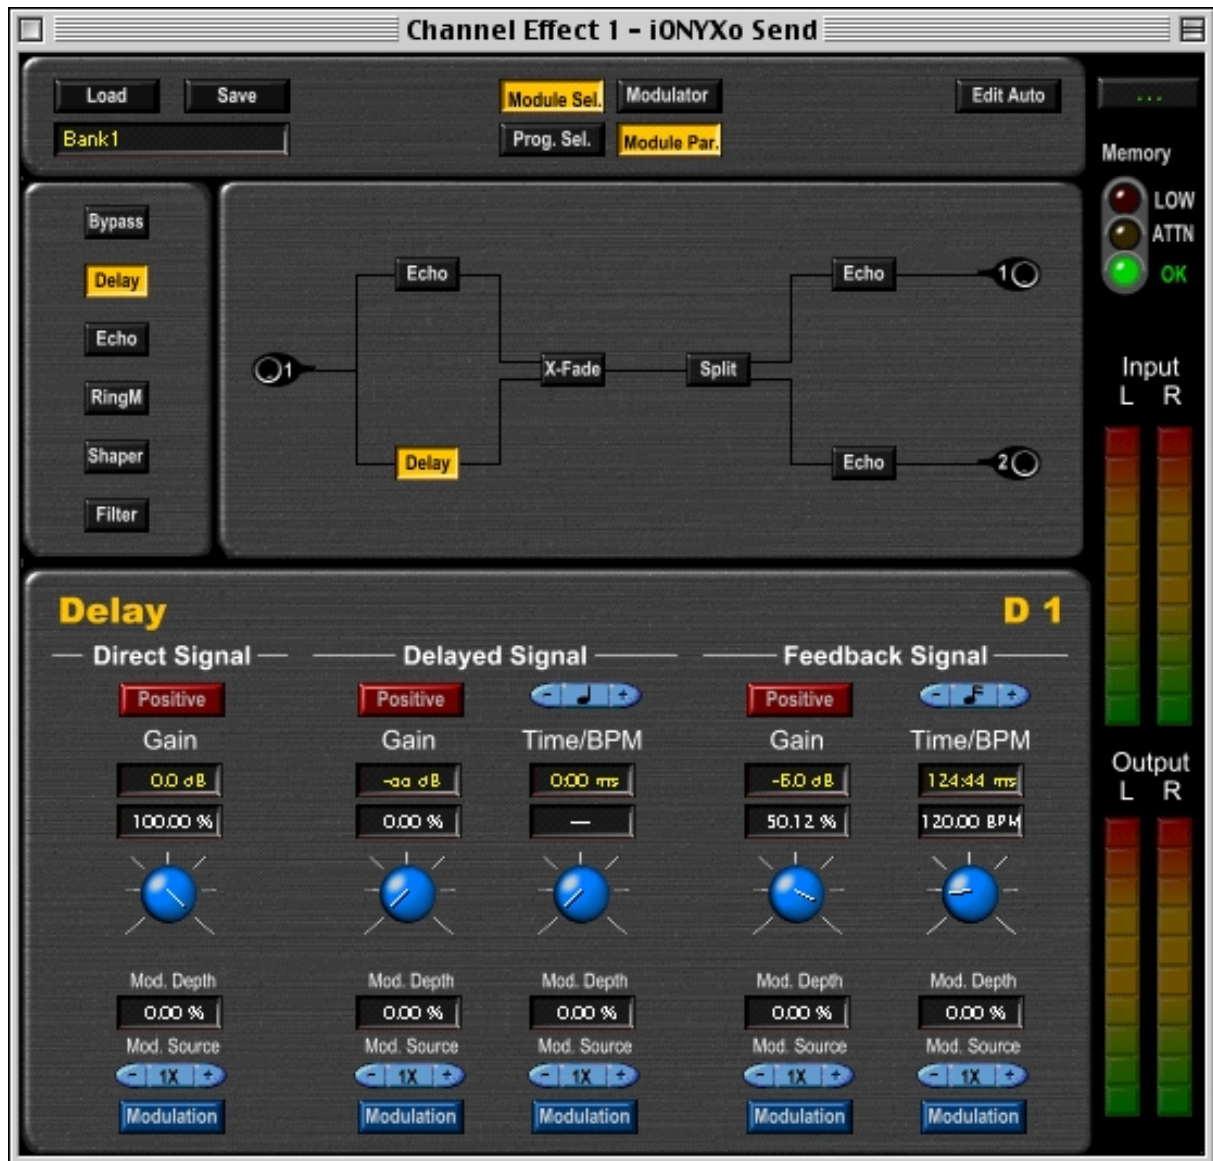 Channel Effect 1 - iONYXo Send
Load Save Module Sel. Modulator Edit Auto ...
Bank1 Prog. Sel. Module Par.
Memory
LOW
ATTN
OK
Bypass
Delay
Echo
RingM
Shaper
Filter
Echo Echo 1
1 X-Fade Split
Delay Echo 2
Input
L R
Output
L R
Delay D 1
Direct Signal Delayed Signal Feedback Signal
Positive Positive - + Positive - +
Gain Gain Time/BPM Gain Time/BPM
0.0 dB -oo dB 0:00 ms -6.0 dB 124:44 ms
100.00 % 0.00 % — 50.12 % 120.00 BPM
Mod. Depth Mod. Depth Mod. Depth Mod. Depth Mod. Depth
0.00 % 0.00 % 0.00 % 0.00 % 0.00 %
Mod. Source Mod. Source Mod. Source Mod. Source Mod. Source
- 1X + - 1X + - 1X + - 1X + - 1X +
Modulation Modulation Modulation Modulation Modulation